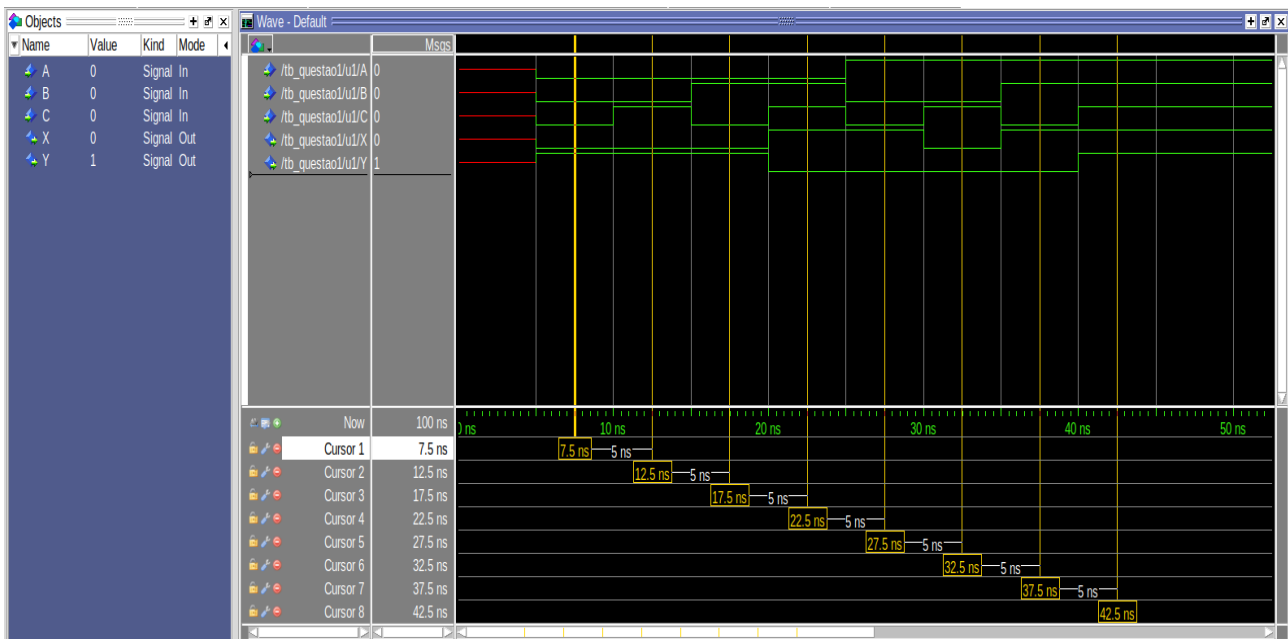 Objects
Name Value Kind Mode
A 0 Signal In
B 0 Signal In
C 0 Signal In
X 0 Signal Out
Y 1 Signal Out
Wave - Default
Msgs
/tb_questao1/u1/A 0
/tb_questao1/u1/B 0
/tb_questao1/u1/C 0
/tb_questao1/u1/X 0
/tb_questao1/u1/Y 1
Now 100 ns ns 10 ns 20 ns 30 ns 40 ns 50 ns
Cursor 1 7.5 ns 7.5 ns 5 ns
Cursor 2 12.5 ns 12.5 ns 5 ns
Cursor 3 17.5 ns 17.5 ns 5 ns
Cursor 4 22.5 ns 22.5 ns 5 ns
Cursor 5 27.5 ns 27.5 ns 5 ns
Cursor 6 32.5 ns 32.5 ns 5 ns
Cursor 7 37.5 ns 37.5 ns 5 ns
Cursor 8 42.5 ns 42.5 ns